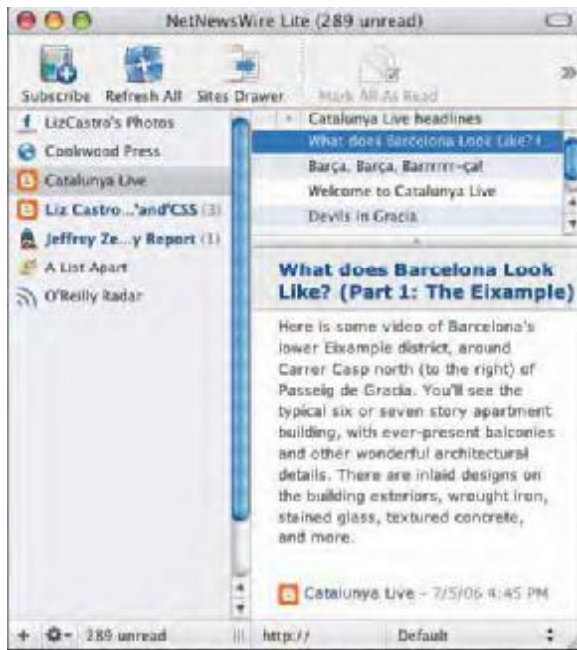 NetNewsWire Lite (289 unread)
Subscribe Refresh All Sites Drawer Mark All As Read
LizCastro's Photos
Cookwood Press
Catalunya Live
Liz Castro...'and'CSS (3)
Jeffrey Ze...y Report (1)
A List Apart
O'Reilly Radar
Catalunya Live headlines
What does Barcelona Look Like? (
Barça, Barça, Barrrrr-ça!
Welcome to Catalunya Live
Devils in Gracia
What does Barcelona Look
Like? (Part 1: The Eixample)
Here is some video of Barcelona's
lower Eixample district, around
Carrer Casp north (to the right) of
Passeig de Gracia. You'll see the
typical six or seven story apartment
building, with ever-present balconies
and other wonderful architectural
details. There are inlaid designs on
the building exteriors, wrought iron,
stained glass, textured concrete,
and more.
Catalunya Live – 7/5/06 4:45 PM
289 unread
http://
Default